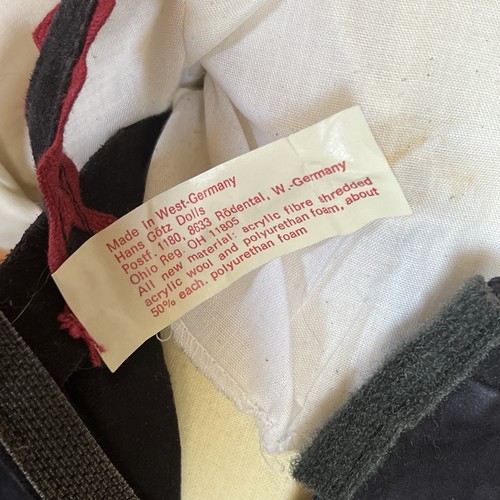 Made in West-Germany
Hans Götz Dolls
Postf. 1180, 8633 Rödental, W.-Germany
Ohio Reg. OH 11805
All new material: acrylic fibre shredded
acrylic wool and polyurethan foam, about
50% each. polyurethan foam